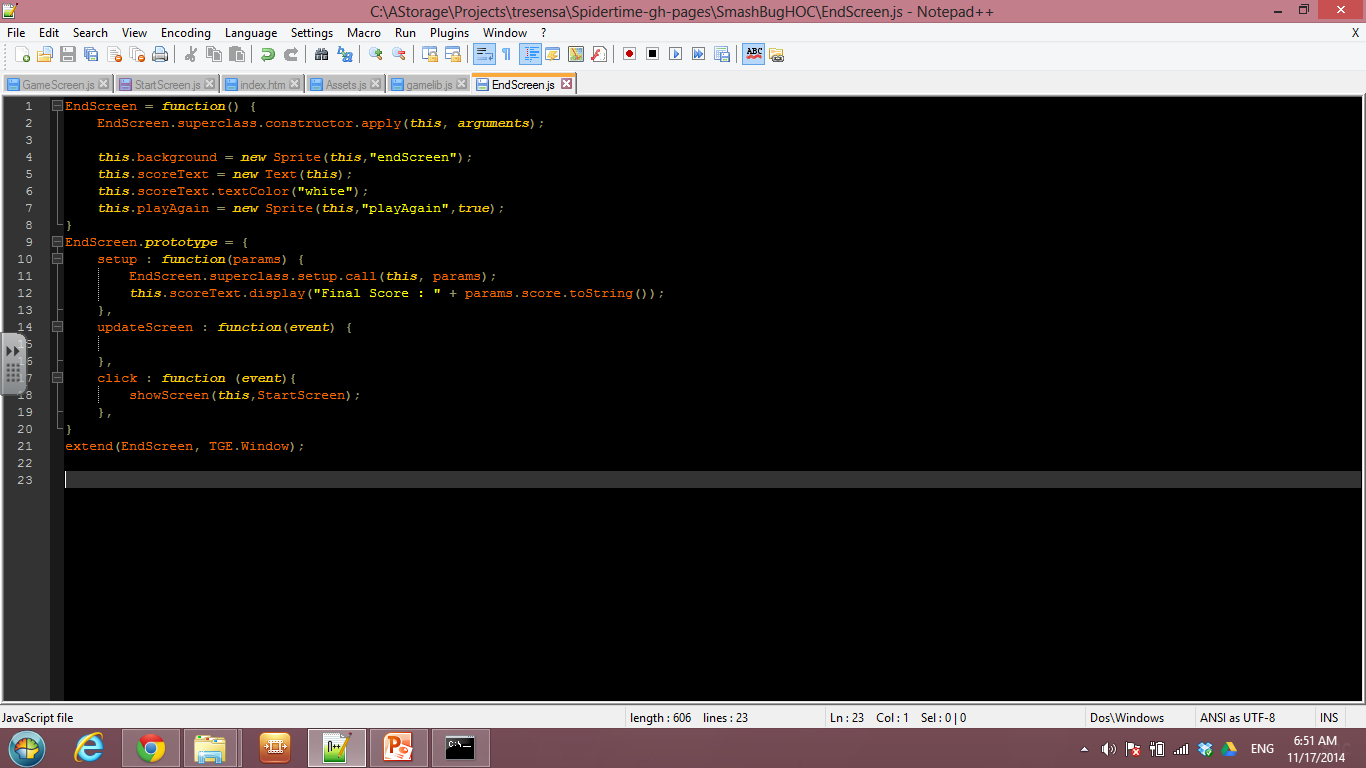 C:\AStorage\Projects\tresensa\Spidertime-gh-pages\SmashBugHOC\EndScreen.js - Notepad++
File Edit Search View Encoding Language Settings Macro Run Plugins Window ? X
GameScreen.js StartScreen.js index.htm Assets.js gamelib.js EndScreen.js
1 EndScreen = function() {
2 EndScreen.superclass.constructor.apply(this, arguments);
3
4 this.background = new Sprite(this,"endScreen");
5 this.scoreText = new Text(this);
6 this.scoreText.textColor("white");
7 this.playAgain = new Sprite(this,"playAgain",true);
8 }
9 EndScreen.prototype = {
10 setup : function(params) {
11 EndScreen.superclass.setup.call(this, params);
12 this.scoreText.display("Final Score : " + params.score.toString());
13 },
14 updateScreen : function(event) {
15
16 },
17 click : function (event){
18 showScreen(this,StartScreen);
19 },
20 }
21 extend(EndScreen, TGE.Window);
22
23
JavaScript file length : 606 lines : 23 Ln : 23 Col : 1 Sel : 0 | 0 Dos\Windows ANSI as UTF-8 INS
ENG 6:51 AM
11/17/2014